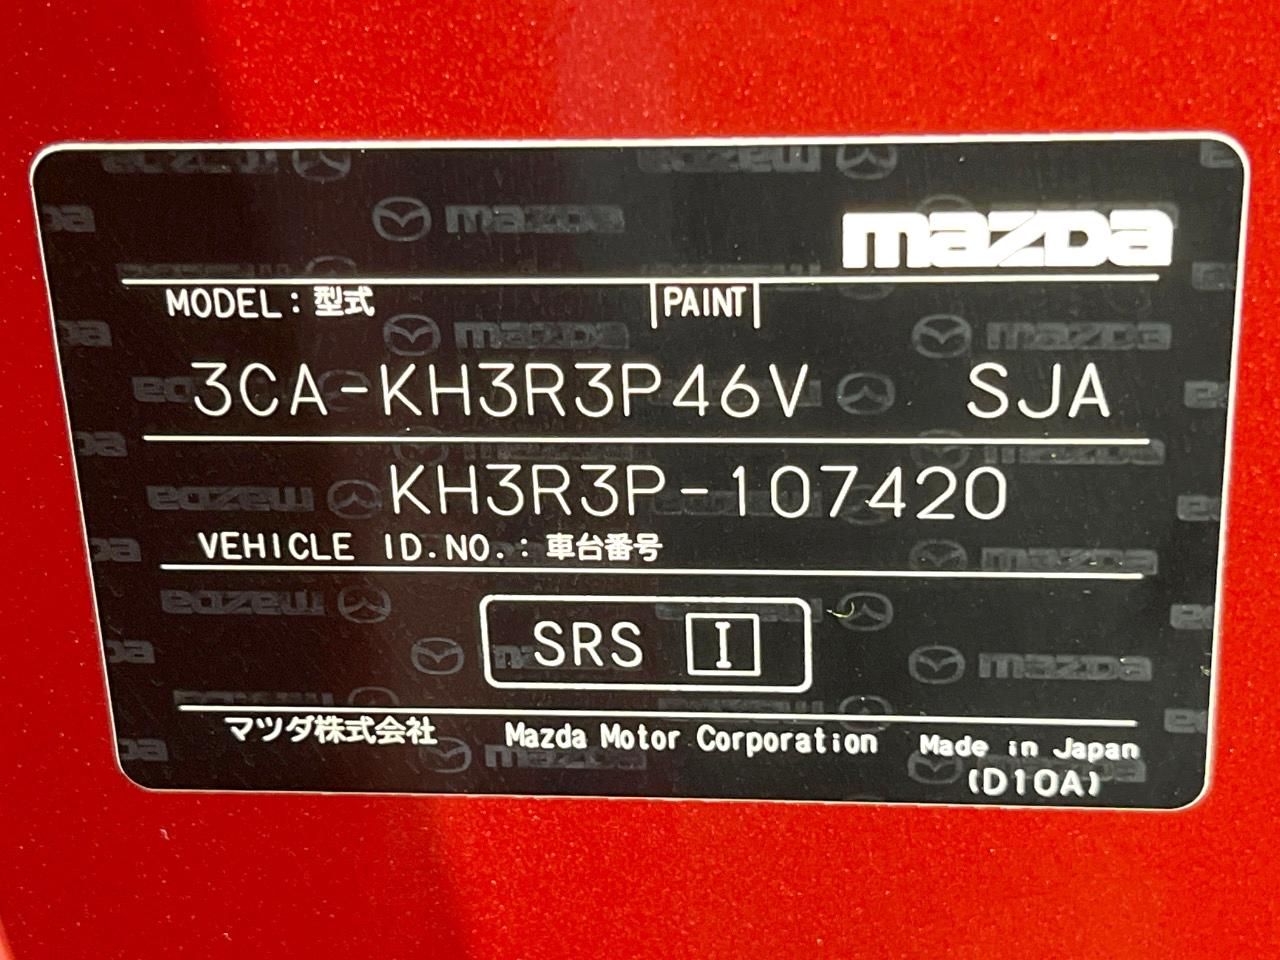 mazda
MODEL : 型式 PAINT
3CA-KH3R3P46V SJA
KH3R3P-107420
VEHICLE ID.NO. : 車台番号
SRS I
マツダ株式会社 Mazda Motor Corporation Made in Japan
(D10A)